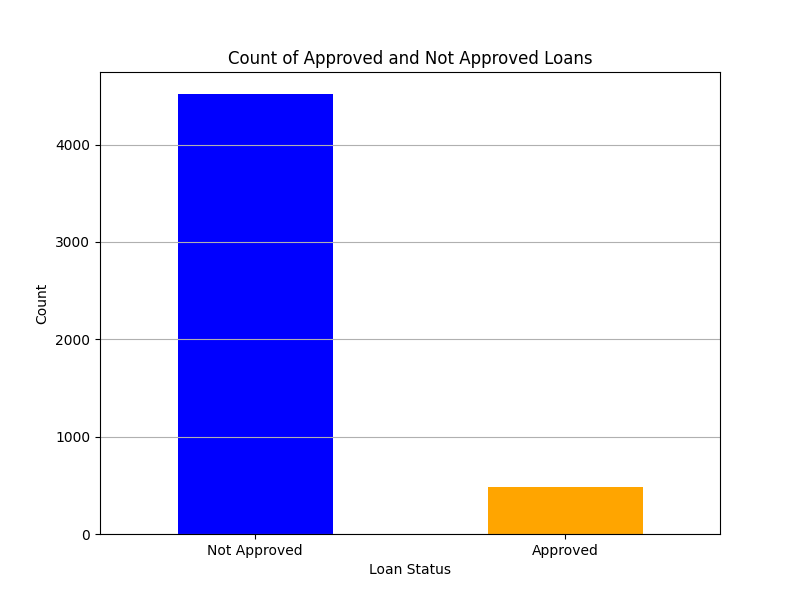 Count of Approved and Not Approved Loans
4000
3000
2000
1000
0
Count
Not Approved
Approved
Loan Status